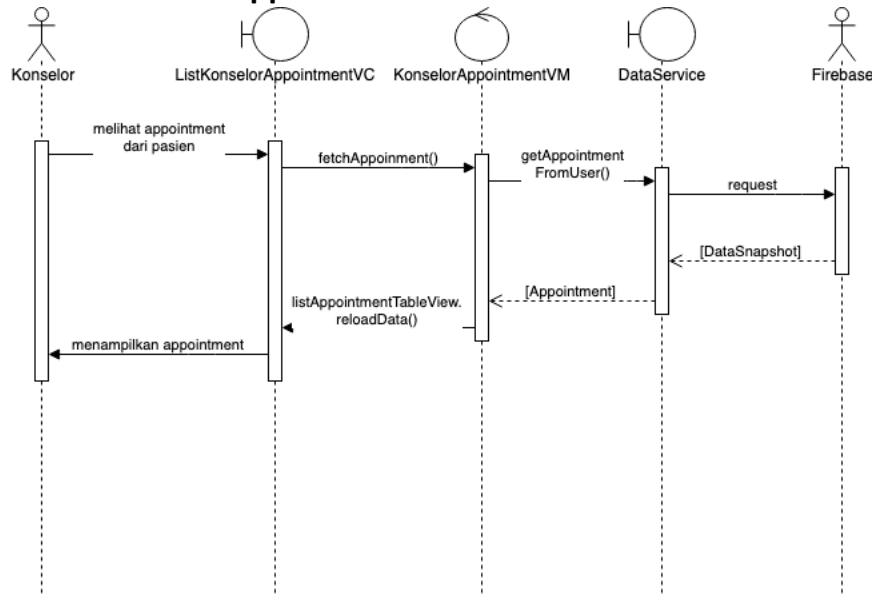 Konselor
ListKonselorAppointmentVC
KonselorAppointmentVM
DataService
Firebase
melihat appointment
dari pasien
fetchAppoinment()
getAppointment
FromUser()
request
[DataSnapshot]
[Appointment]
listAppointmentTableView.
reloadData()
menampilkan appointment